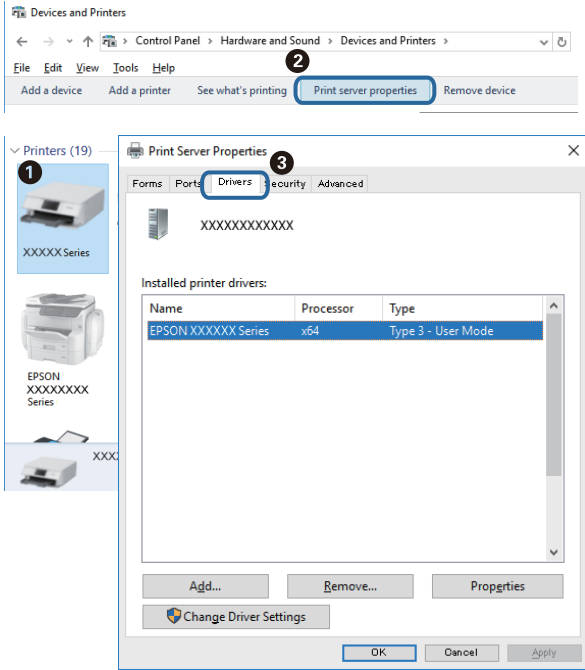 Devices and Printers
Control Panel > Hardware and Sound > Devices and Printers >
File Edit View Tools Help
2
Add a device Add a printer See what's printing Print server properties Remove device
Printers (19)
1
XXXXX Series
EPSON
XXXXXXXX
Series
XXX
Print Server Properties
3
Forms Ports Drivers Security Advanced
XXXXXXXXXXXX
Installed printer drivers:
Name Processor Type
EPSON XXXXXX Series x64 Type 3 - User Mode
Add... Remove... Properties
Change Driver Settings
OK Cancel Apply